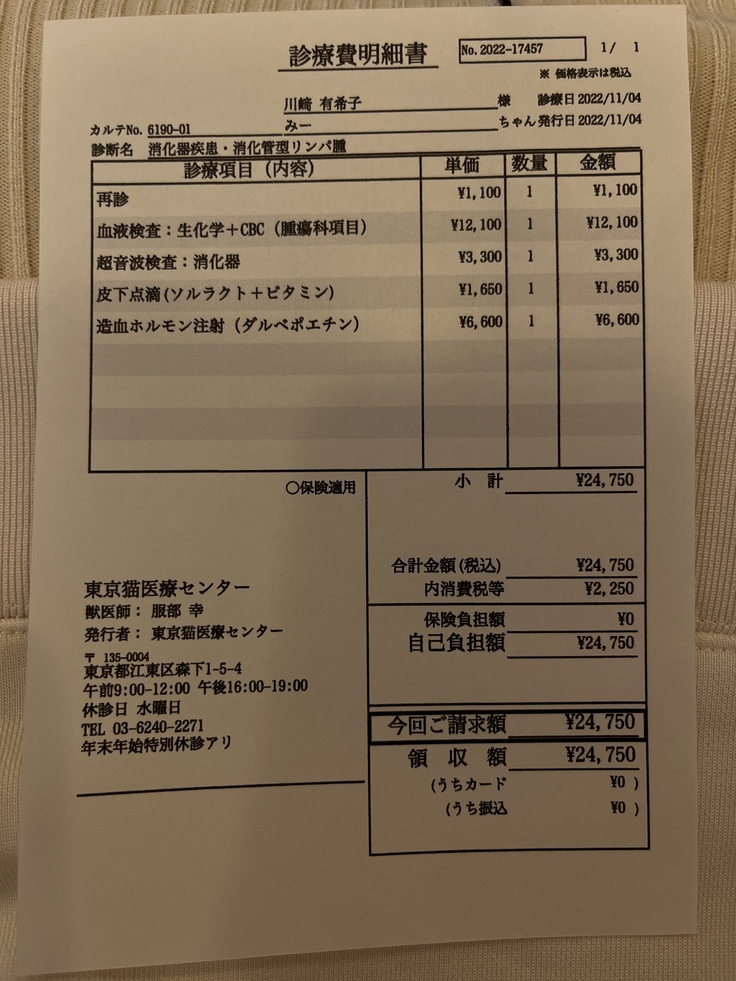 診療費明細書
No. 2022-17457
1/ 1
※ 価格表示は税込
川﨑 有希子 様 診療日 2022/11/04
カルテNo. 6190-01 みー ちゃん 発行日 2022/11/04
診断名 消化器疾患・消化管型リンパ腫
診療項目（内容） 単価 数量 金額
再診 ¥1,100 1 ¥1,100
血液検査：生化学＋CBC（腫瘍科項目） ¥12,100 1 ¥12,100
超音波検査：消化器 ¥3,300 1 ¥3,300
皮下点滴(ソルラクト＋ビタミン) ¥1,650 1 ¥1,650
造血ホルモン注射（ダルベポエチン） ¥6,600 1 ¥6,600
○保険適用
小 計 ¥24,750
合計金額(税込) ¥24,750
内消費税等 ¥2,250
保険負担額 ¥0
自己負担額 ¥24,750
今回ご請求額 ¥24,750
領 収 額 ¥24,750
(うちカード ¥0 )
(うち振込 ¥0 )
東京猫医療センター
獣医師： 服部 幸
発行者： 東京猫医療センター
〒 135-0004
東京都江東区森下1-5-4
午前9:00-12:00 午後16:00-19:00
休診日 水曜日
TEL 03-6240-2271
年末年始特別休診アリ